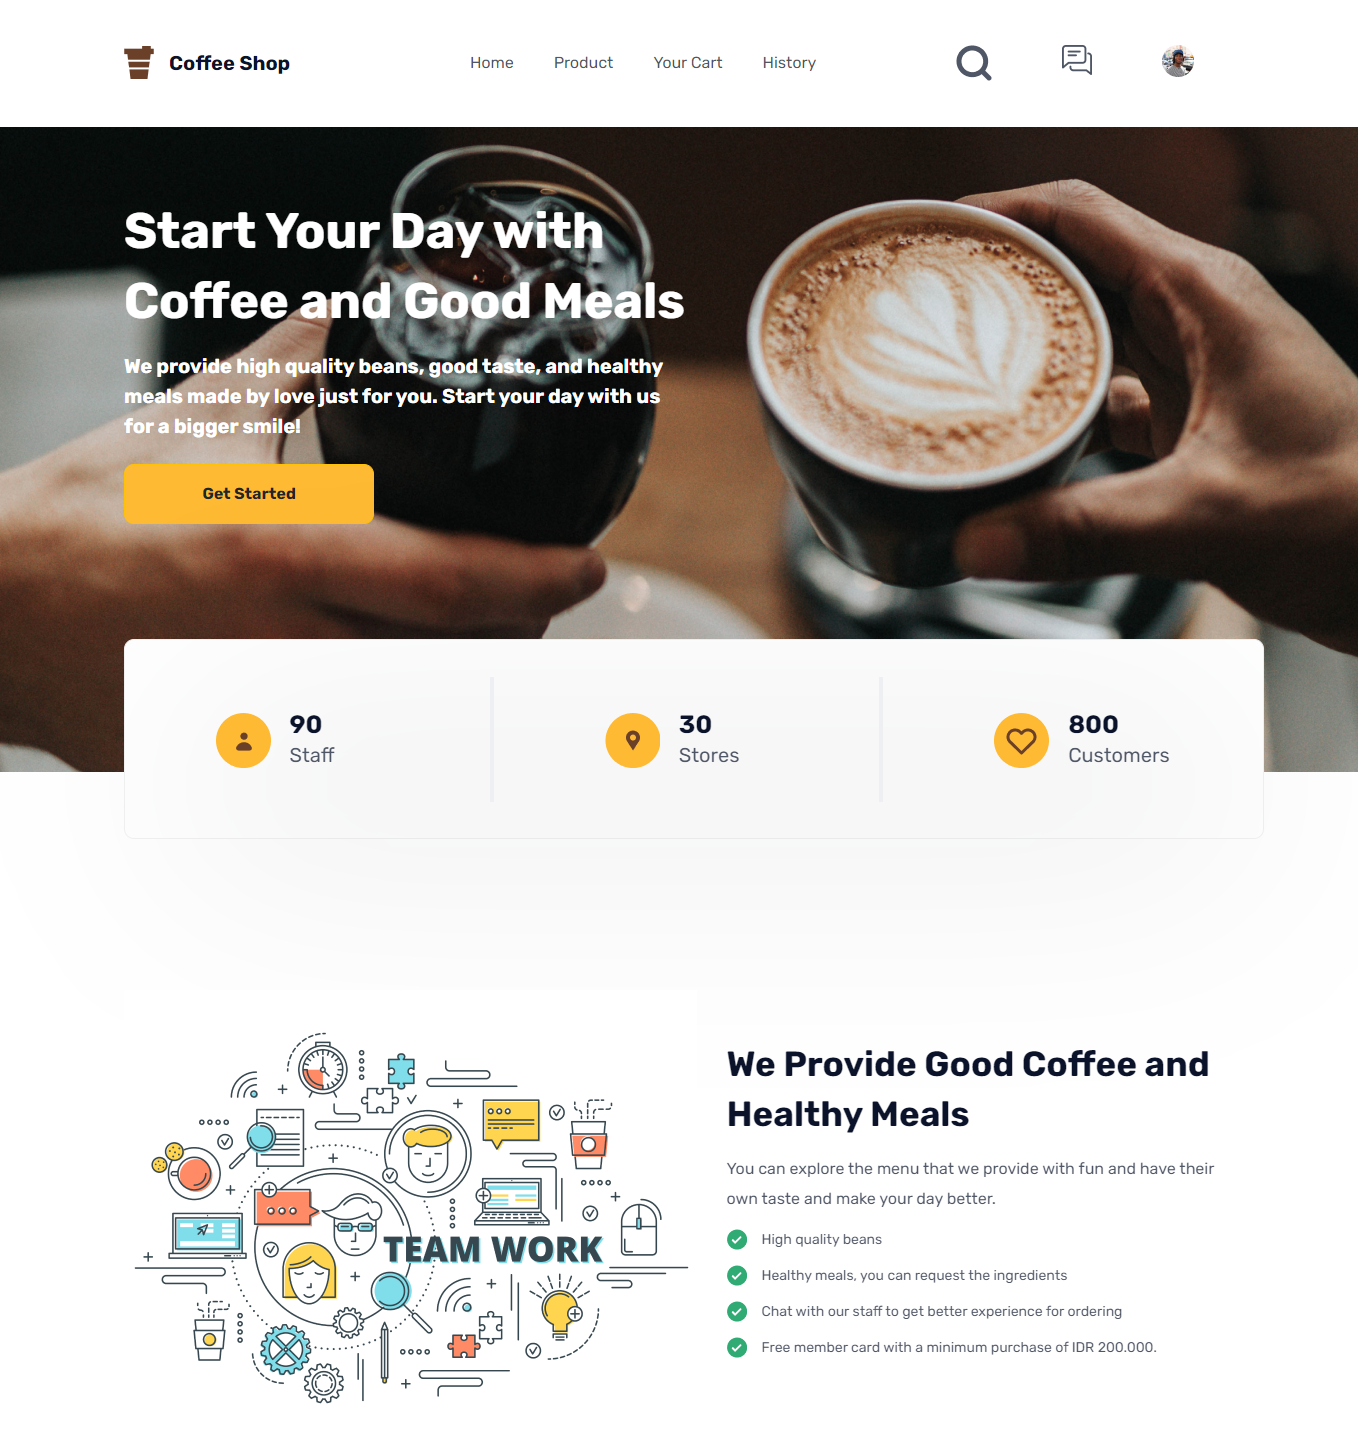 Coffee Shop
Home
Product
Your Cart
History
Start Your Day with
Coffee and Good Meals
We provide high quality beans, good taste, and healthy
meals made by love just for you. Start your day with us
for a bigger smile!
Get Started
90
Staff
30
Stores
800
Customers
TEAM WORK
We Provide Good Coffee and
Healthy Meals
You can explore the menu that we provide with fun and have their
own taste and make your day better.
High quality beans
Healthy meals, you can request the ingredients
Chat with our staff to get better experience for ordering
Free member card with a minimum purchase of IDR 200.000.